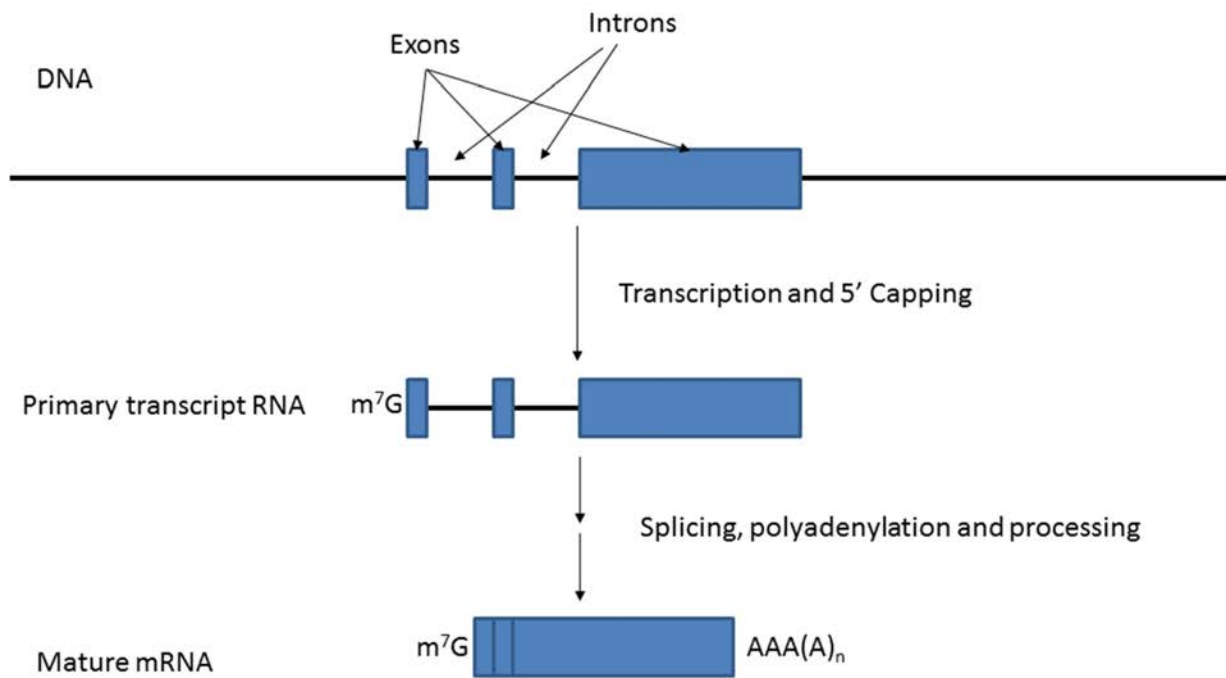 Introns
Exons
DNA
Transcription and 5’ Capping
Primary transcript RNA
m⁷G
Splicing, polyadenylation and processing
m⁷G
AAA(A)ₙ
Mature mRNA